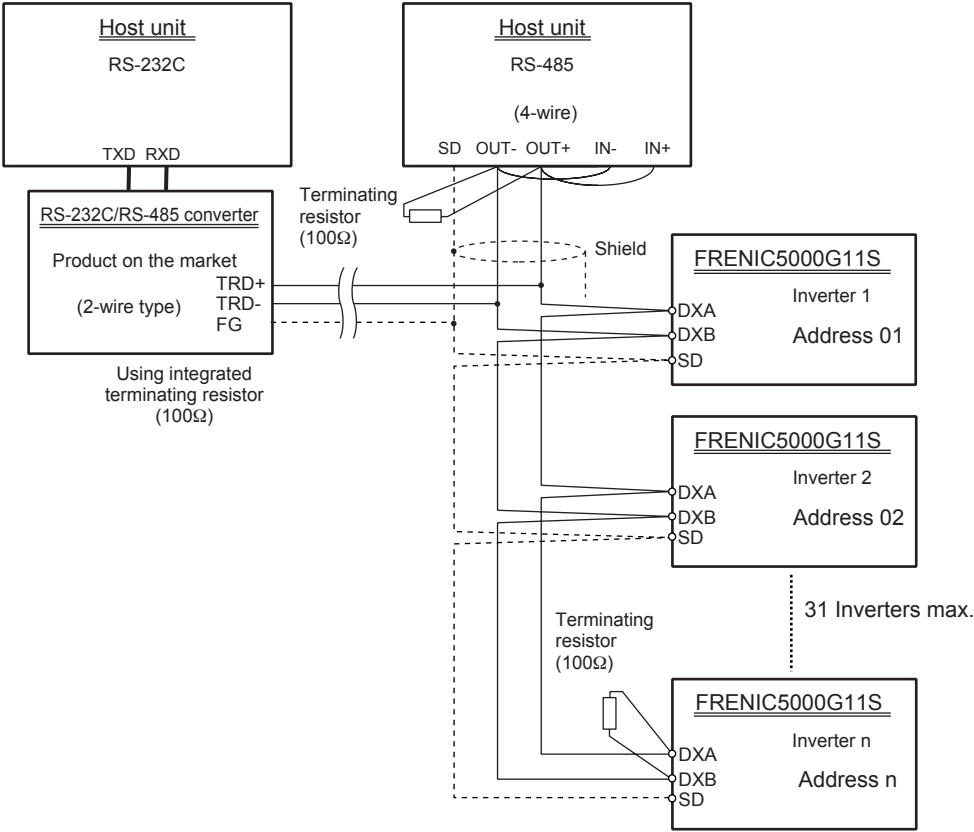 Host unit
RS-232C
TXD RXD
RS-232C/RS-485 converter
Product on the market
(2-wire type)
TRD+
TRD-
FG
Using integrated
terminating resistor
(100Ω)
Host unit
RS-485
(4-wire)
SD OUT- OUT+ IN- IN+
Terminating
resistor
(100Ω)
Shield
FRENIC5000G11S
Inverter 1
Address 01
DXA
DXB
SD
FRENIC5000G11S
Inverter 2
Address 02
DXA
DXB
SD
31 Inverters max.
Terminating
resistor
(100Ω)
FRENIC5000G11S
Inverter n
Address n
DXA
DXB
SD